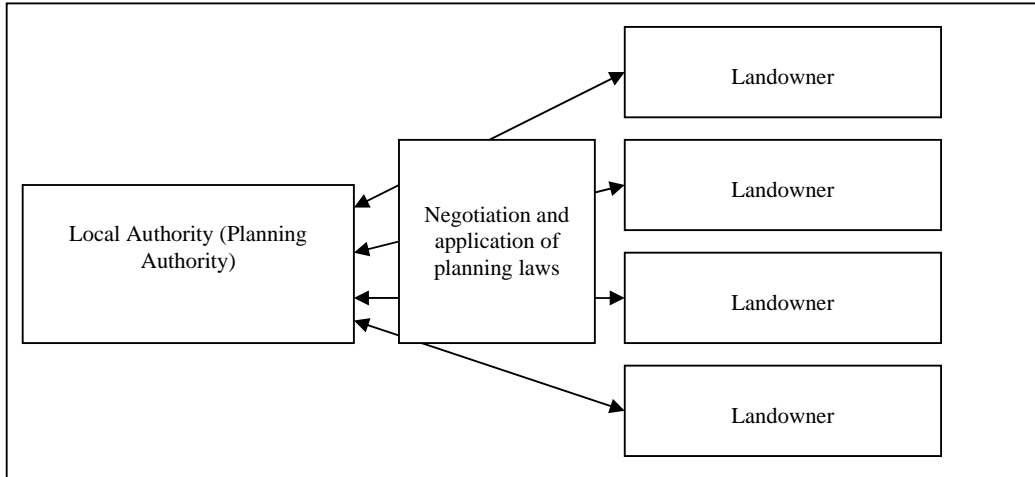 Local Authority (Planning
Authority)
Negotiation and
application of
planning laws
Landowner
Landowner
Landowner
Landowner